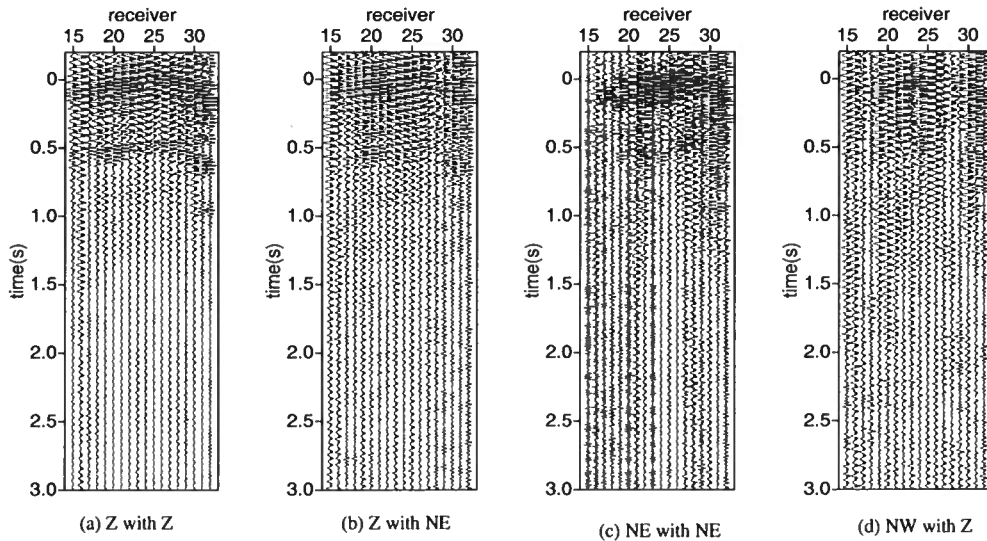 receiver receiver receiver receiver
15 20 25 30 15 20 25 30 15 20 25 30 15 20 25 30
0 0 0 0
0.5 0.5 0.5 0.5
1.0 1.0 1.0 1.0
1.5 1.5 1.5 1.5
time(s) time(s) time(s) time(s)
2.0 2.0 2.0 2.0
2.5 2.5 2.5 2.5
3.0 3.0 3.0 3.0
(a) Z with Z (b) Z with NE (c) NE with NE (d) NW with Z